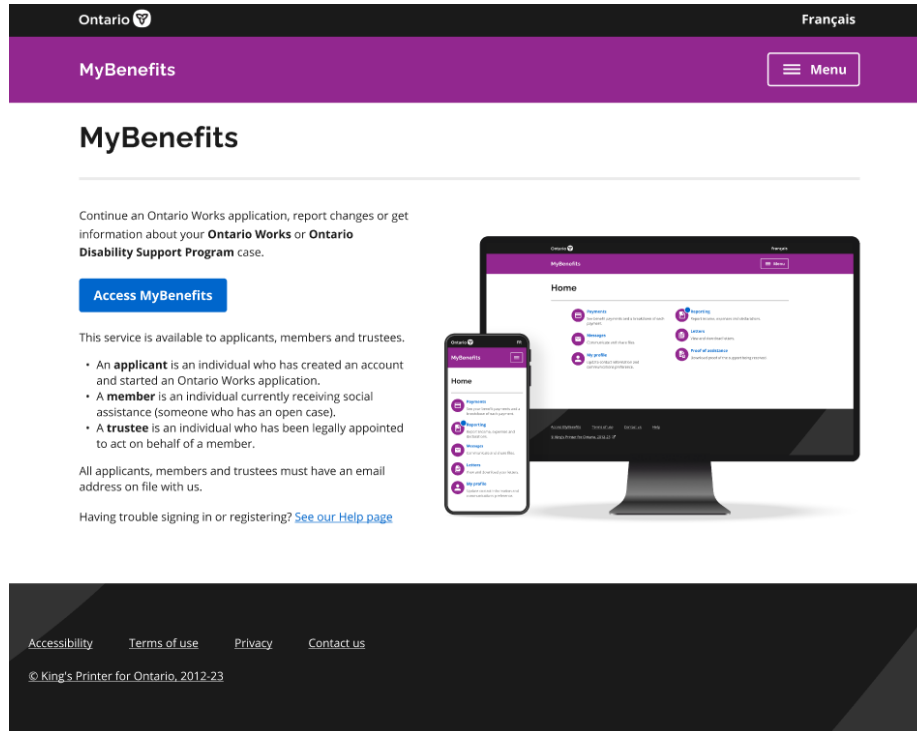 Ontario
Français
MyBenefits
Menu
MyBenefits
Continue an Ontario Works application, report changes or get
information about your Ontario Works or Ontario
Disability Support Program case.
Access MyBenefits
This service is available to applicants, members and trustees.
• An applicant is an individual who has created an account
and started an Ontario Works application.
• A member is an individual currently receiving social
assistance (someone who has an open case).
• A trustee is an individual who has been legally appointed
to act on behalf of a member.
All applicants, members and trustees must have an email
address on file with us.
Having trouble signing in or registering? See our Help page
Ontario
FR
MyBenefits
Home
Payments
Reporting
Messages
Letters
My profile
Ontario
Français
MyBenefits
Menu
Home
Payments
Messages
My profile
Reporting
Letters
Proof of assistance
Terms of use
Contact us
Help
Accessibility
Terms of use
Privacy
Contact us
© King's Printer for Ontario, 2012-23